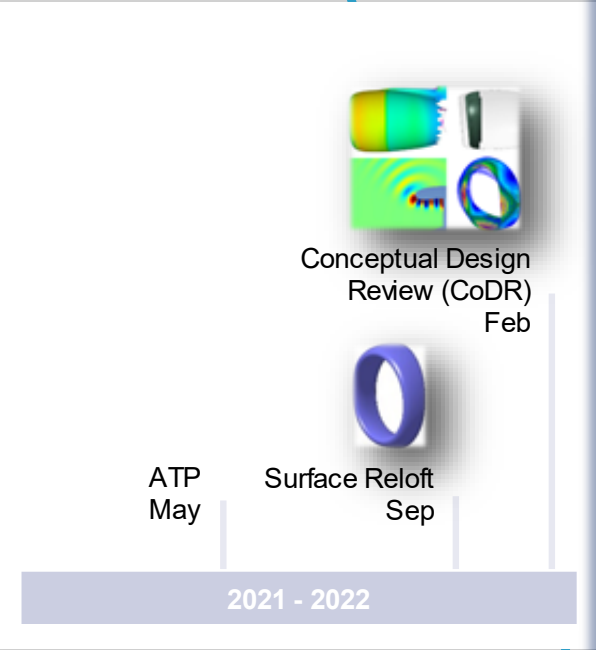 Conceptual Design
Review (CoDR)
Feb
ATP
May
Surface Reloft
Sep
2021 - 2022